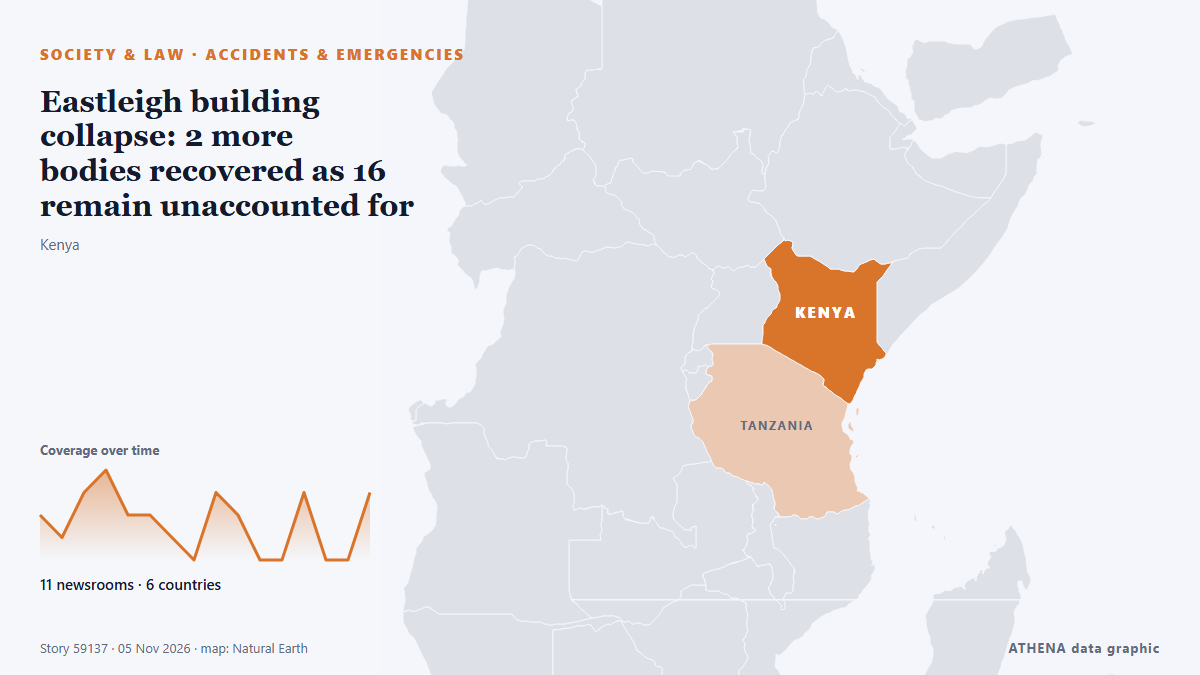 SOCIETY & LAW · ACCIDENTS & EMERGENCIES
Eastleigh building
collapse: 2 more
bodies recovered as 16
remain unaccounted for
Kenya
KENYA
TANZANIA
Coverage over time
11 newsrooms · 6 countries
Story 59137 · 05 Nov 2026 · map: Natural Earth
ATHENA data graphic